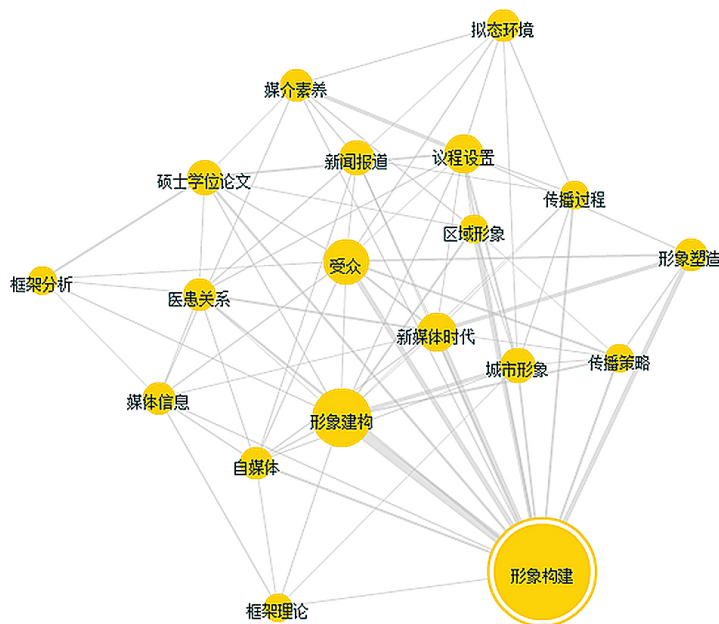 拟态环境
媒介素养
新闻报道
议程设置
硕士学位论文
传播过程
区域形象
受众
形象塑造
框架分析
医患关系
新媒体时代
城市形象
传播策略
媒体信息
形象建构
自媒体
形象构建
框架理论